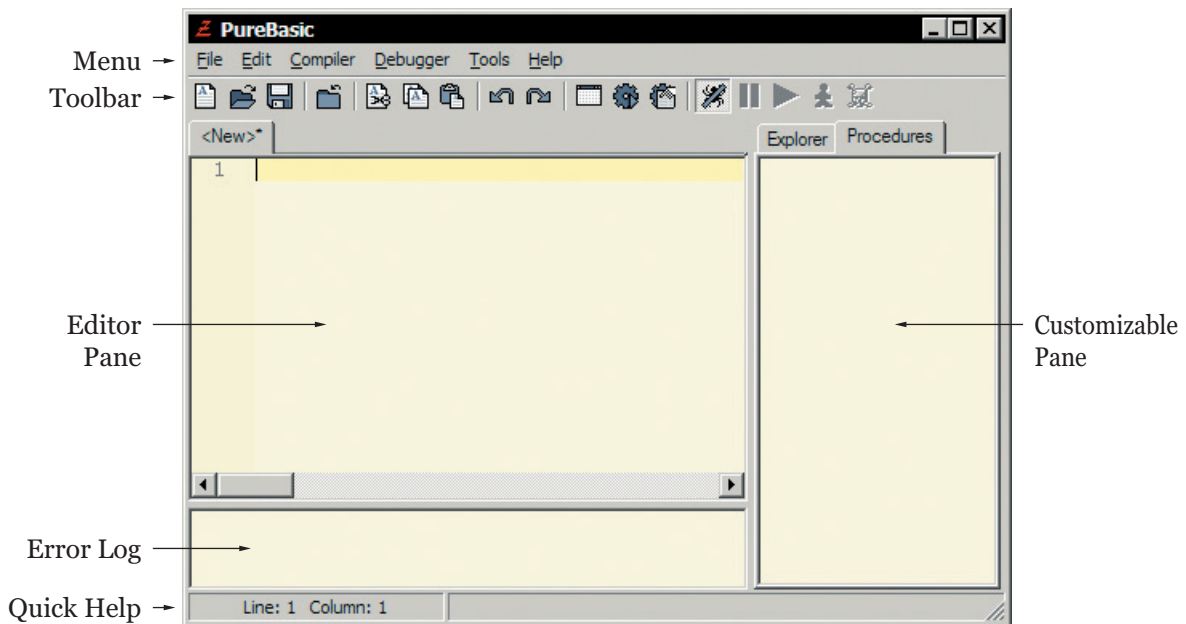 PureBasic
Menu
File Edit Compiler Debugger Tools Help
Toolbar
<New>*
Explorer Procedures
1
Editor
Pane
Customizable
Pane
Error Log
Quick Help
Line: 1 Column: 1